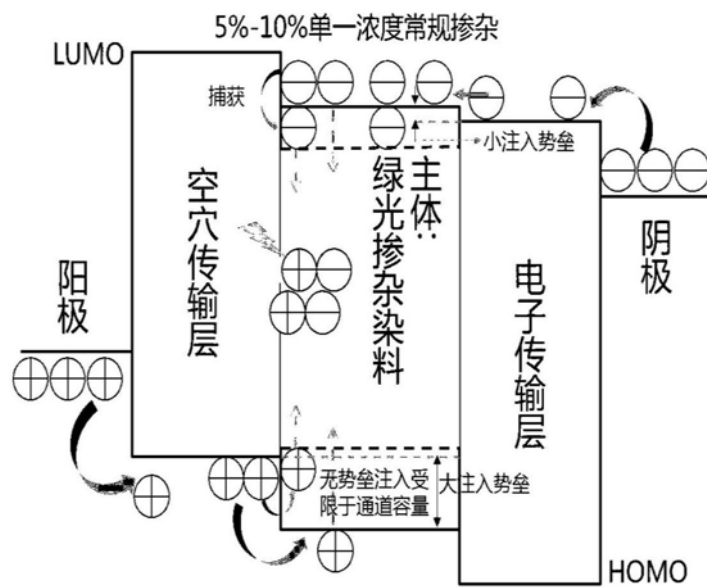 5%-10%单一浓度常规掺杂
LUMO
捕获
小注入势垒
主体:
绿光掺杂染料
空穴传输层
电子传输层
阳极
阴极
无势垒注入受
限于通道容量
大注入势垒
HOMO